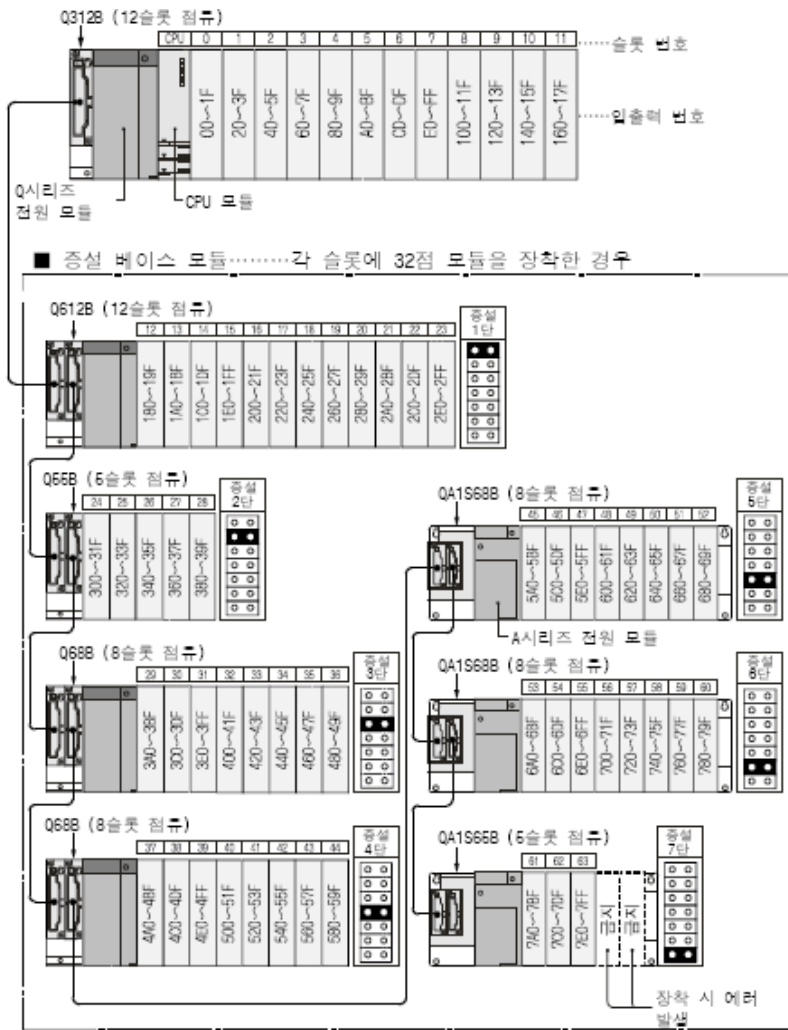 Q312B (12슬롯 점유)
CPU 0 1 2 3 4 5 6 7 8 9 10 11 ······슬롯 번호
00~1F 20~3F 40~5F 60~7F 80~9F A0~BF C0~DF E0~FF 100~11F 120~13F 140~15F 160~17F ······입출력 번호
Q시리즈
전원 모듈
CPU 모듈
■ 증설 베이스 모듈·········각 슬롯에 32점 모듈을 장착한 경우
Q612B (12슬롯 점유)
12 13 14 15 16 17 18 19 20 21 22 23
증설
1단
180~19F 1A0~1BF 1C0~1DF 1E0~1FF 200~21F 220~23F 240~25F 260~27F 280~29F 2A0~2BF 2C0~2DF 2E0~2FF
Q55B (5슬롯 점유)
24 25 26 27 28
증설
2단
300~31F 320~33F 340~35F 360~37F 380~39F
Q68B (8슬롯 점유)
29 30 31 32 33 34 35 36
증설
3단
3A0~3BF 3C0~3DF 3E0~3FF 400~41F 420~43F 440~45F 460~47F 480~49F
Q68B (8슬롯 점유)
37 38 39 40 41 42 43 44
증설
4단
4A0~4BF 4C0~4DF 4E0~4FF 500~51F 520~53F 540~55F 560~57F 580~59F
QA1S68B (8슬롯 점유)
45 46 47 48 49 50 51 52
증설
5단
5A0~5BF 5C0~5DF 5E0~5FF 600~61F 620~63F 640~65F 660~67F 680~69F
A시리즈 전원 모듈
QA1S68B (8슬롯 점유)
53 54 55 56 57 58 59 60
증설
6단
6A0~6BF 6C0~6DF 6E0~6FF 700~71F 720~73F 740~75F 760~77F 780~79F
QA1S65B (5슬롯 점유)
61 62 63
증설
7단
7A0~7BF 7C0~7DF 7E0~7FF 금지 금지
장착 시 에러
발생